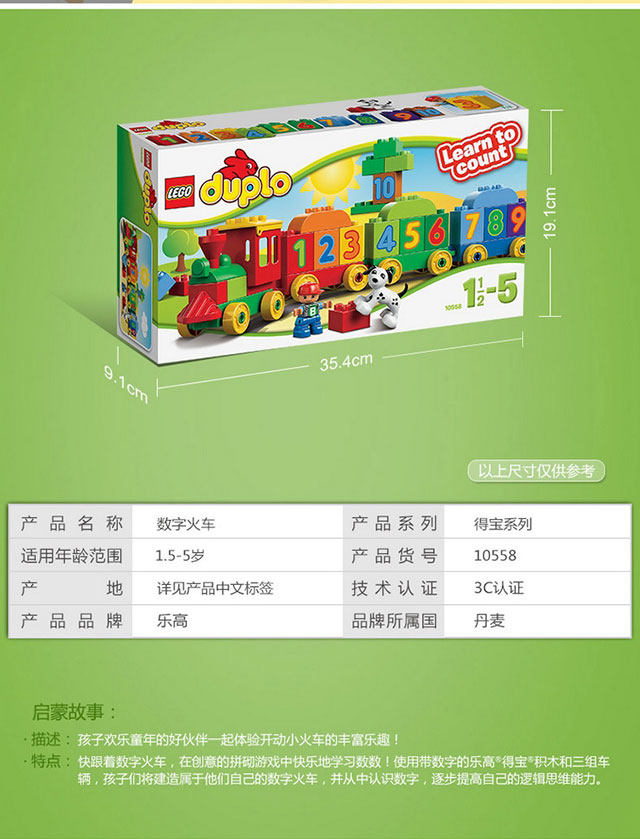 LEGO duplo
Learn to
count
10
1 2 3 4 5 6 7 8 9
8
10558
1½-5
19.1cm
35.4cm
9.1cm
以上尺寸仅供参考
产品名称 数字火车 产品系列 得宝系列
适用年龄范围 1.5-5岁 产品货号 10558
产地 详见产品中文标签 技术认证 3C认证
产品品牌 乐高 品牌所属国 丹麦
启蒙故事：
·描述：孩子欢乐童年的好伙伴一起体验开动小火车的丰富乐趣！
·特点：快跟着数字火车，在创意的拼砌游戏中快乐地学习数数！使用带数字的乐高®得宝®积木和三组车
辆，孩子们将建造属于他们自己的数字火车，并从中认识数字，逐步提高自己的逻辑思维能力。